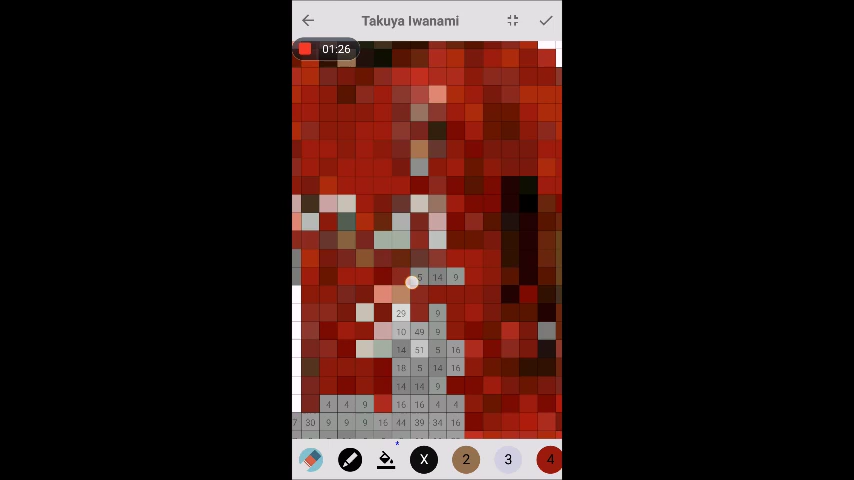 Takuya Iwanami
01:26
5 14 9
29 9
10 49 9
14 51 5 16
18 5 14 16
14 14 9
4 4 9 16 16 4 4
7 30 9 9 9 16 44 39 34 16
X 2 3 4